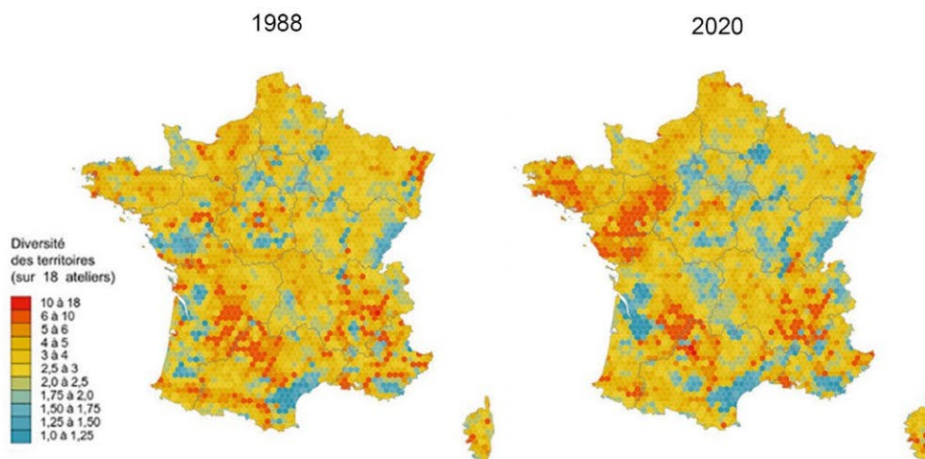 1988
2020
Diversité
des territoires
(sur 18 ateliers)
10 à 18
6 à 10
5 à 6
4 à 5
3 à 4
2,5 à 3
2,0 à 2,5
1,75 à 2,0
1,50 à 1,75
1,25 à 1,50
1,0 à 1,25